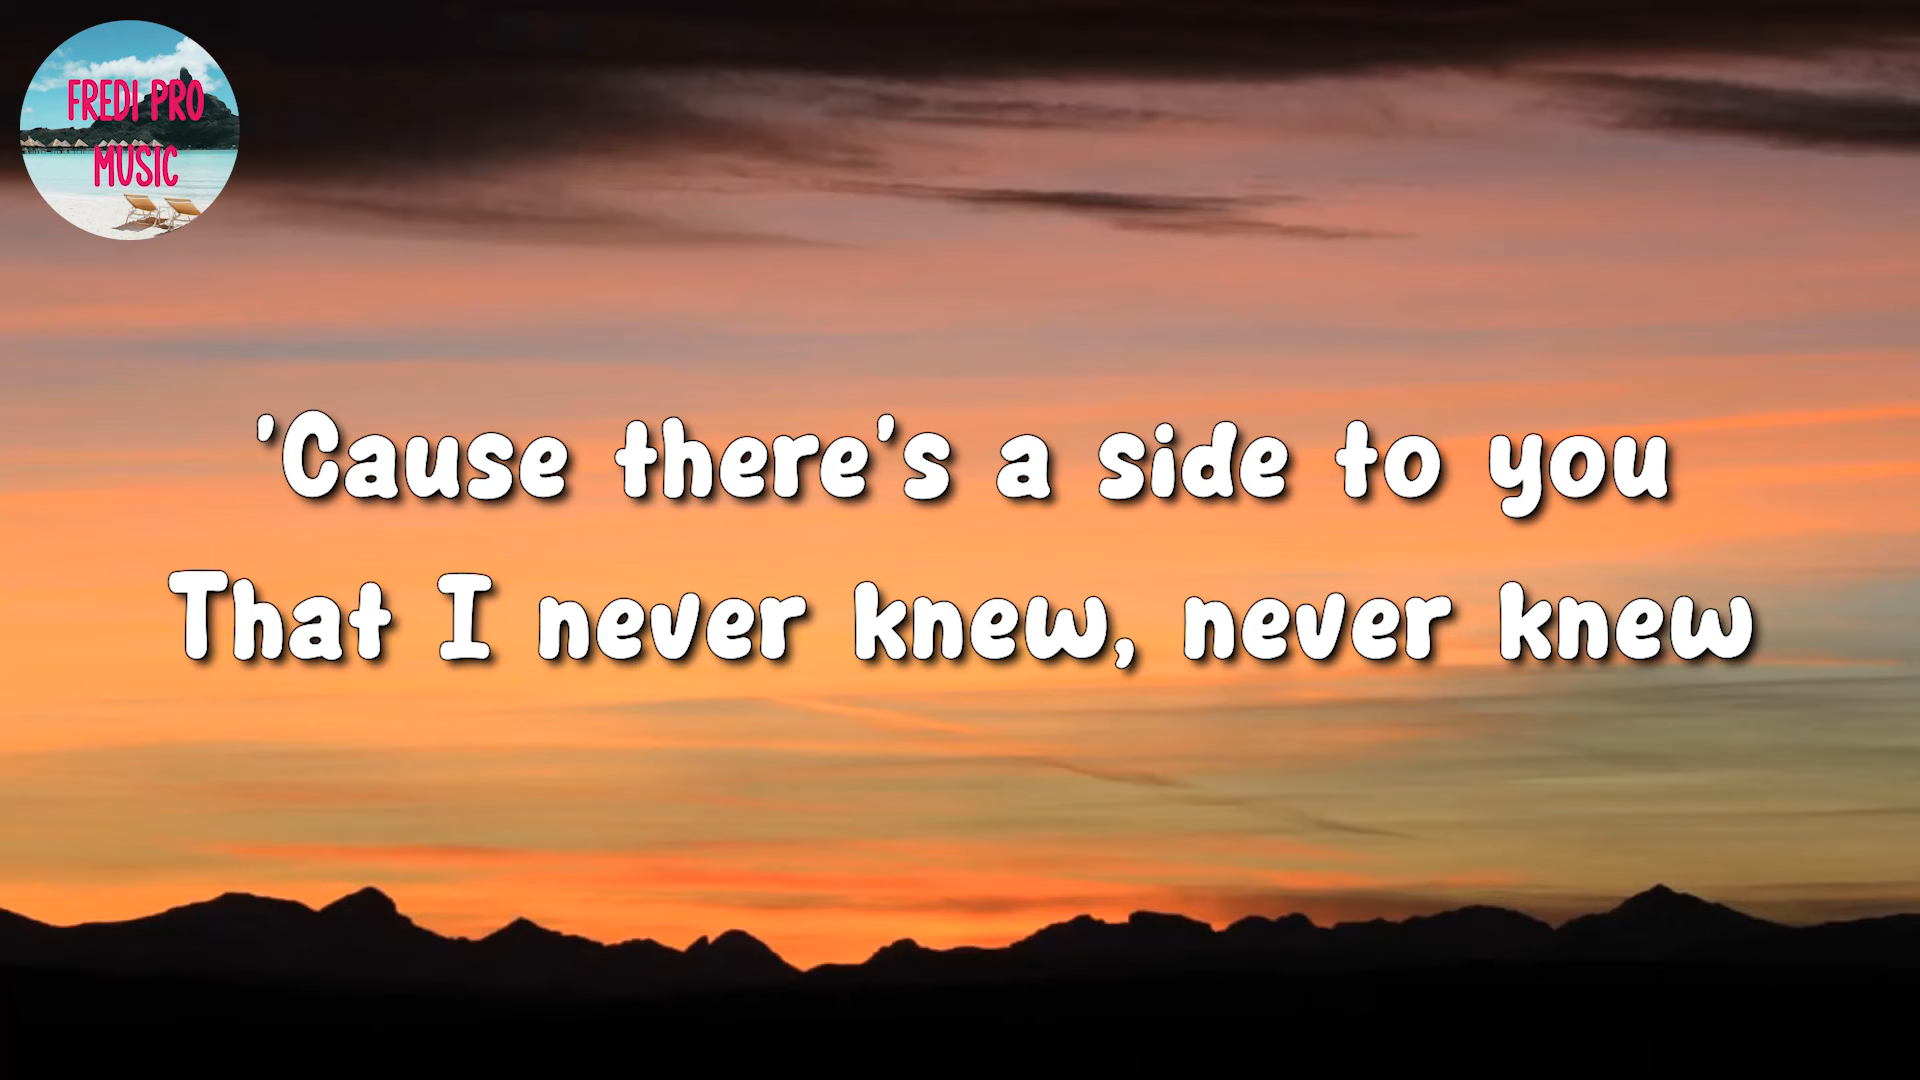 FREDI PRO
MUSIC
'Cause there's a side to you
That I never knew, never knew